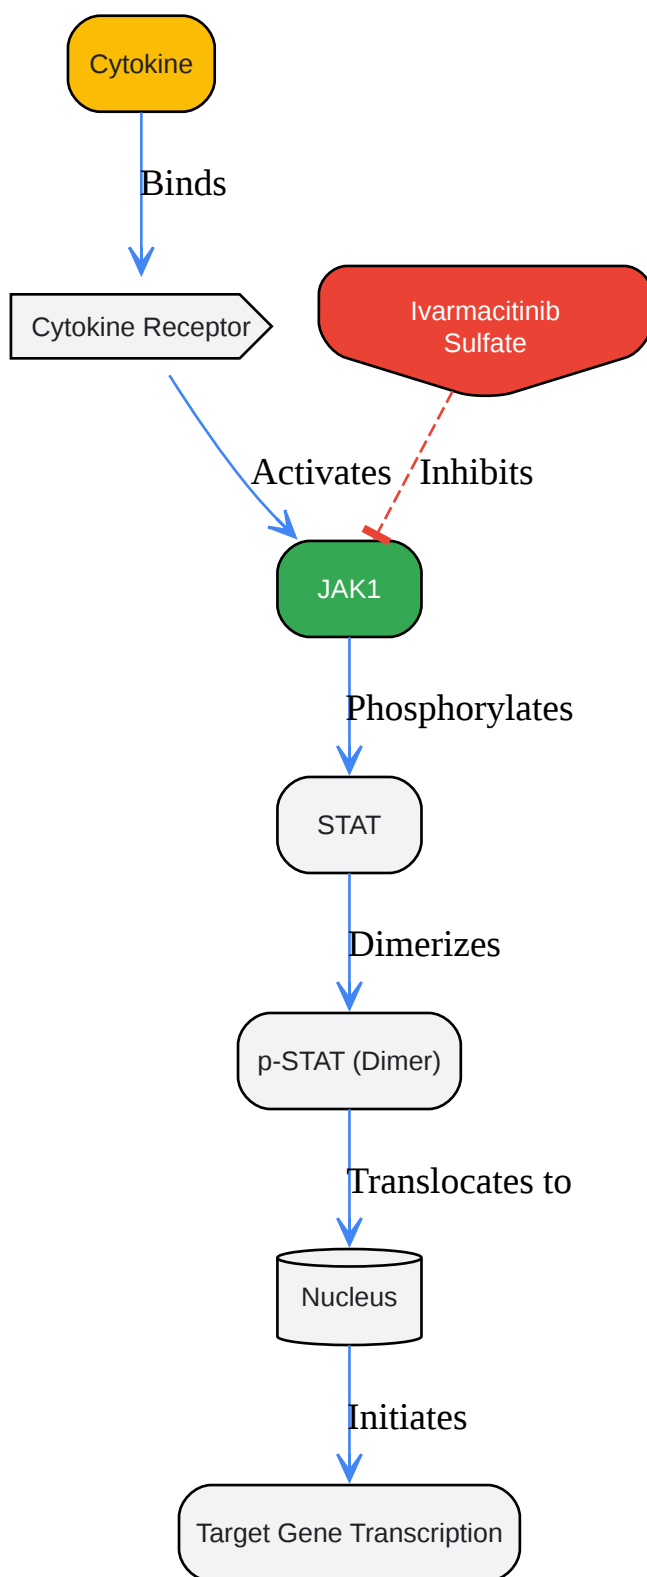 Cytokine
Binds
Cytokine Receptor
Ivarmacitinib
Sulfate
Activates
Inhibits
JAK1
Phosphorylates
STAT
Dimerizes
p-STAT (Dimer)
Translocates to
Nucleus
Initiates
Target Gene Transcription